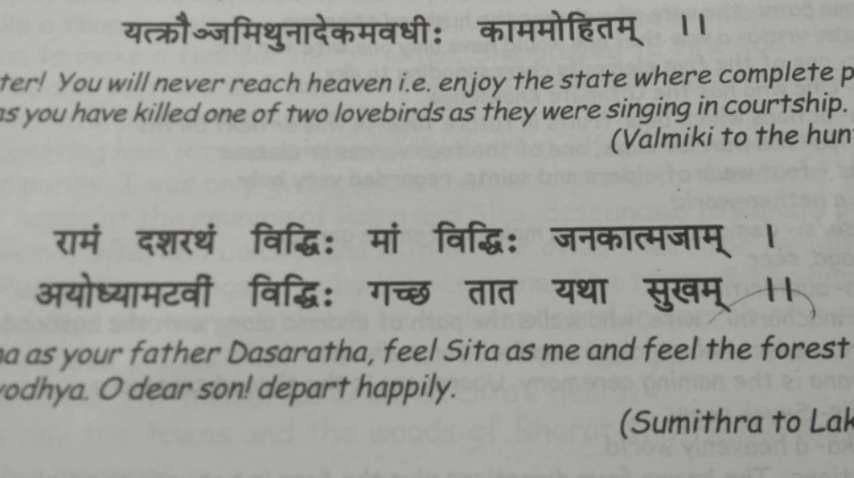 यत्क्रौञ्जमिथुनादेकमवधीः काममोहितम् ।
ter! You will never reach heaven i.e. enjoy the state where complete p
as you have killed one of two lovebirds as they were singing in courtship.
(Valmiki to the hun
रामं दशरथं विद्धिः मां विद्धिः जनकात्मजाम् ।
अयोध्यामटवीं विद्धिः गच्छ तात यथा सुखम् ।।
a as your father Dasaratha, feel Sita as me and feel the forest
yodhya. O dear son! depart happily.
(Sumithra to Lak